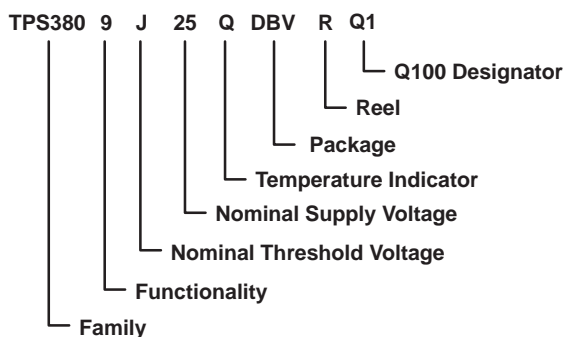 TPS380 9 J 25 Q DBV R Q1
Q100 Designator
Reel
Package
Temperature Indicator
Nominal Supply Voltage
Nominal Threshold Voltage
Functionality
Family